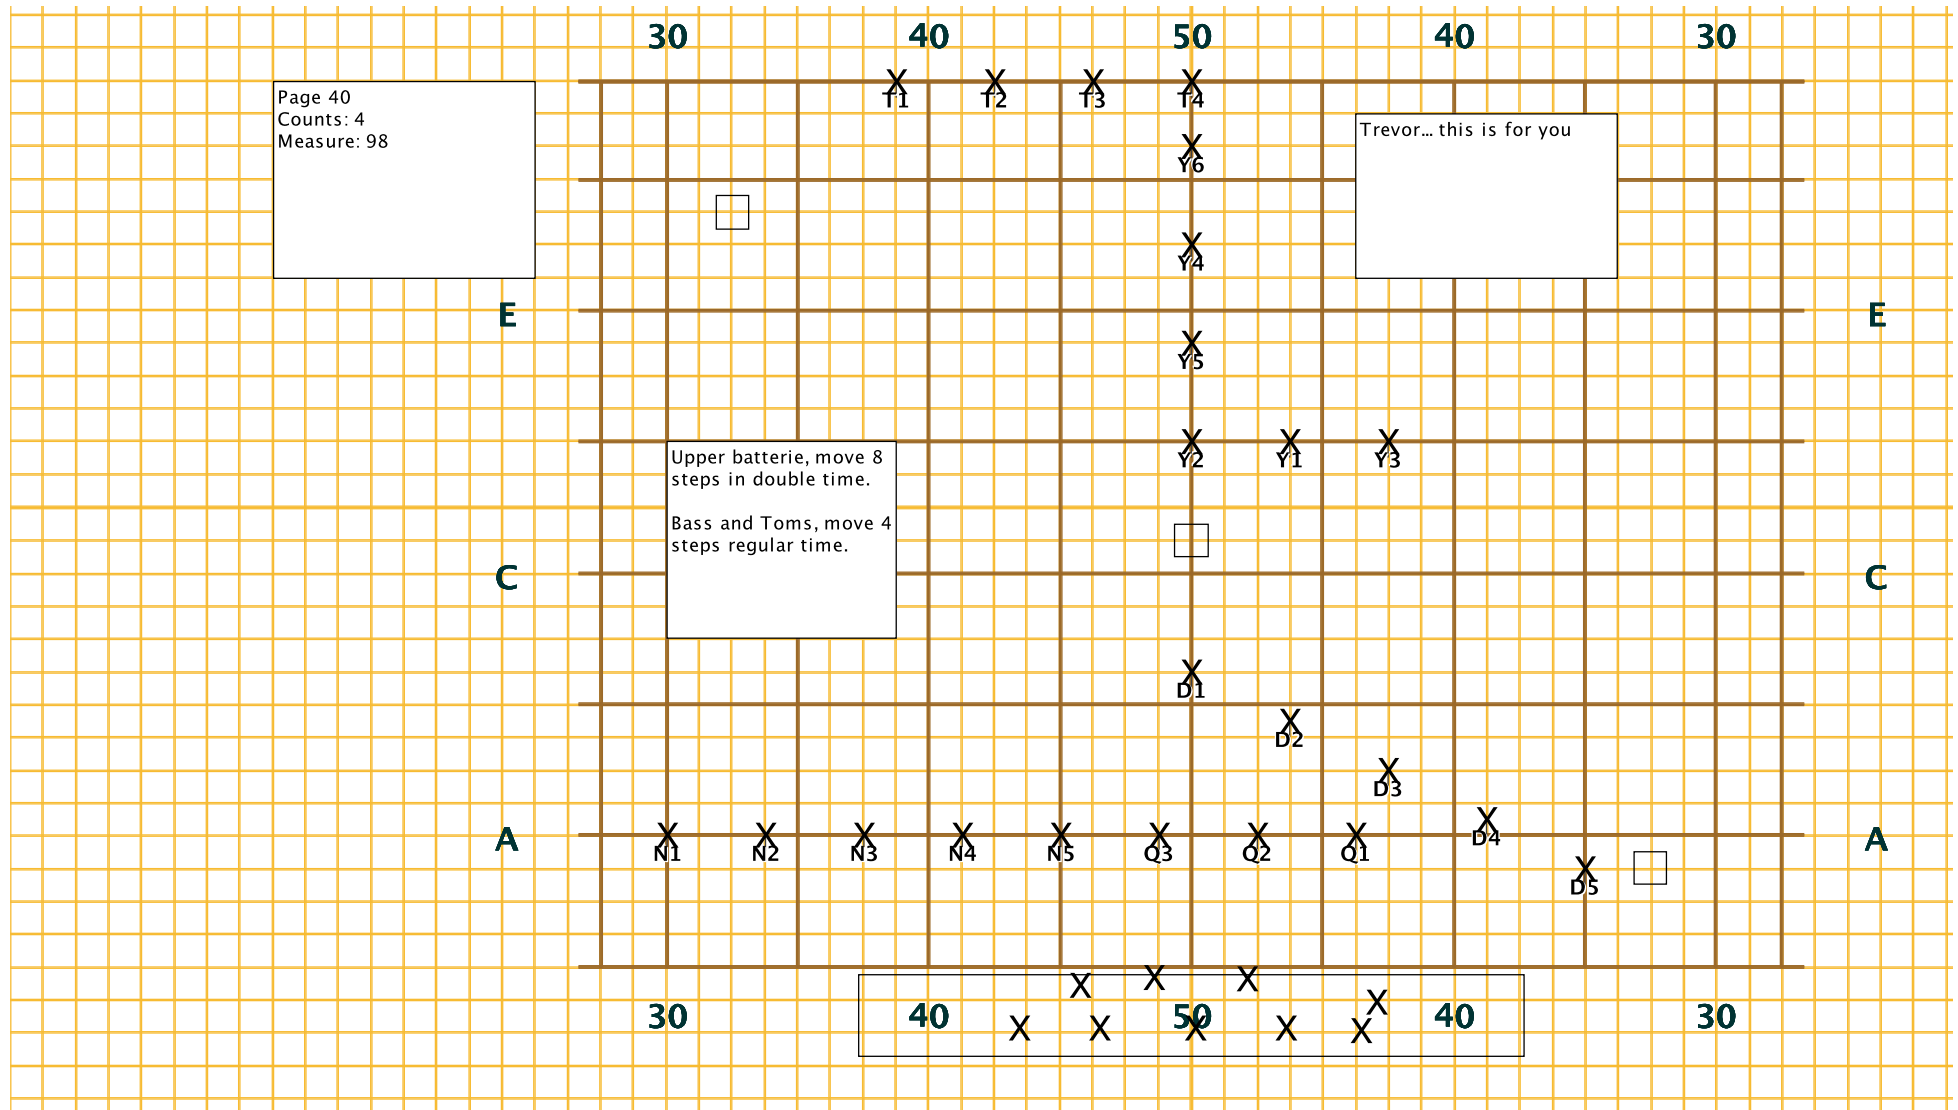 30 40 50 40 30
T1 T2 T3 T4
Page 40
Counts: 4
Measure: 98
Trevor... this is for you
Y6
Y4
E E
Y5
Y2 Y1 Y3
Upper batterie, move 8
steps in double time.
Bass and Toms, move 4
steps regular time.
C C
D1
D2
D3
D4
A A
N1 N2 N3 N4 N5 Q3 Q2 Q1
D5
30 40 50 40 30